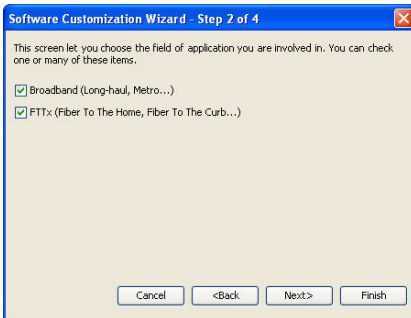 Software Customization Wizard - Step 2 of 4
This screen let you choose the field of application you are involved in. You can check
one or many of these items.
Broadband (Long-haul, Metro...)
FTTx (Fiber To The Home, Fiber To The Curb...)
Cancel
<Back
Next>
Finish